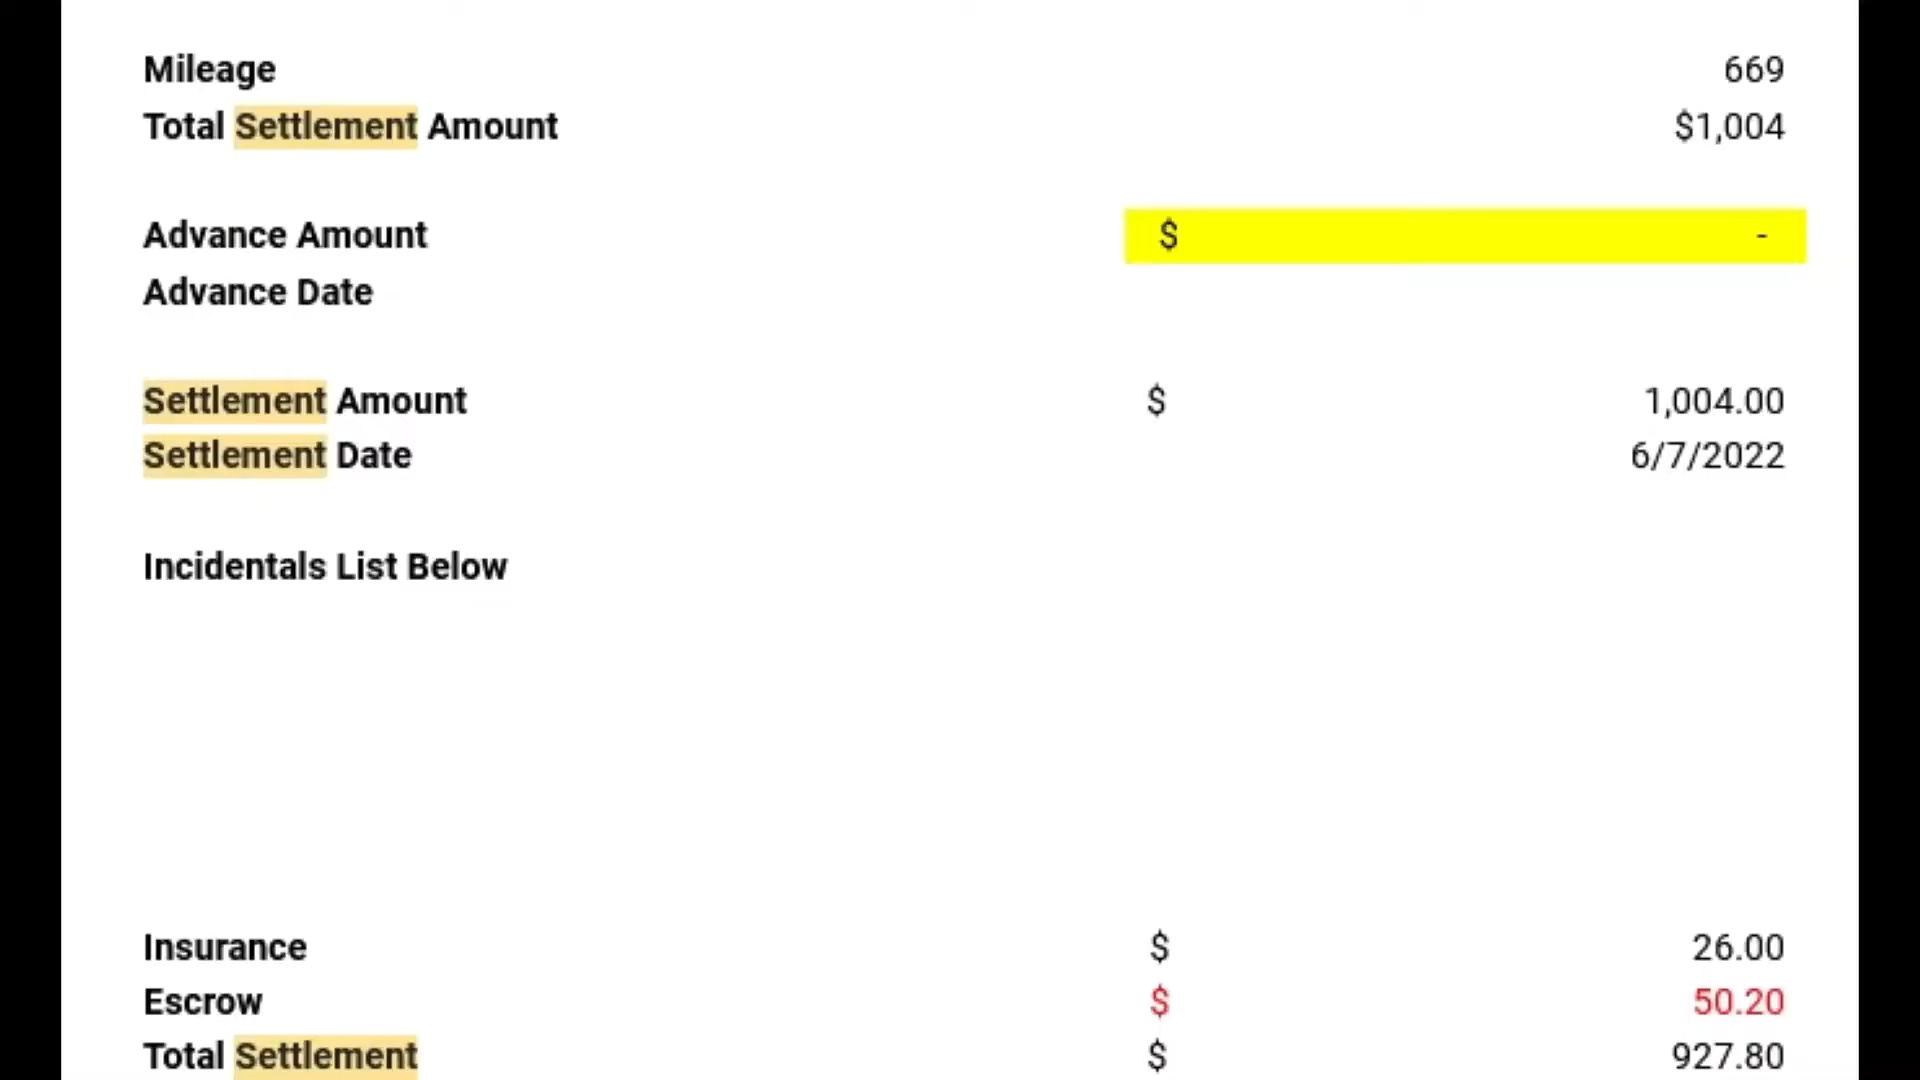 Mileage 669
Total Settlement Amount $1,004
Advance Amount $ -
Advance Date
Settlement Amount $ 1,004.00
Settlement Date 6/7/2022
Incidentals List Below
Insurance $ 26.00
Escrow $ 50.20
Total Settlement $ 927.80